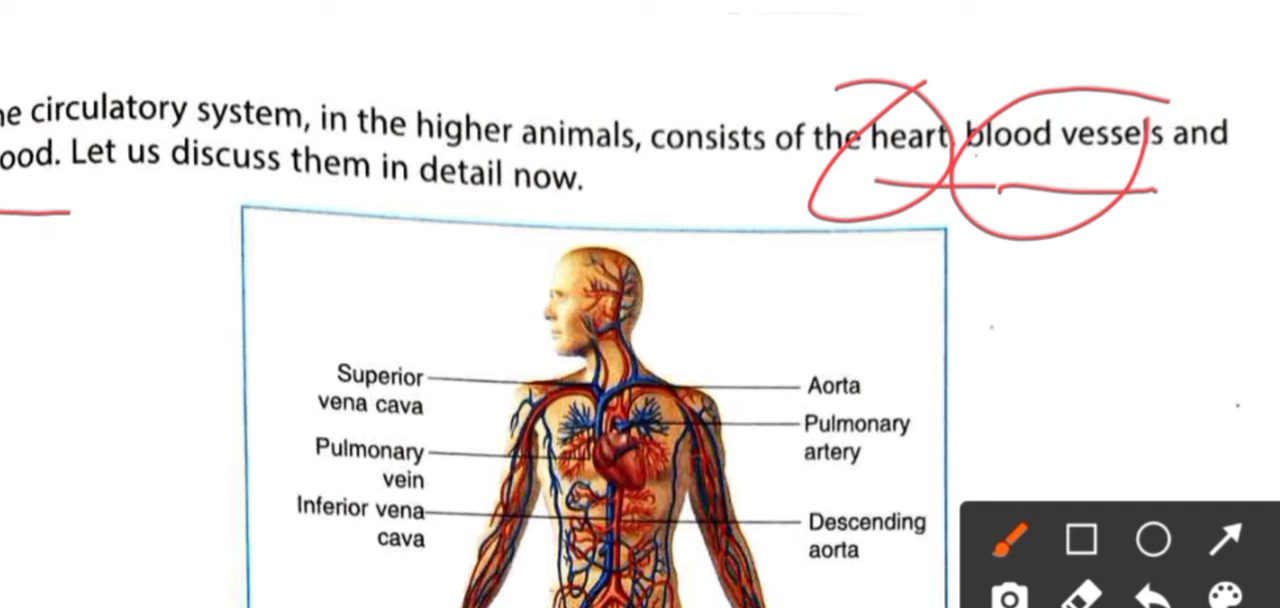 he circulatory system, in the higher animals, consists of the heart, blood vessels and
ood. Let us discuss them in detail now.
Superior
vena cava
Pulmonary
vein
Inferior vena
cava
Aorta
Pulmonary
artery
Descending
aorta